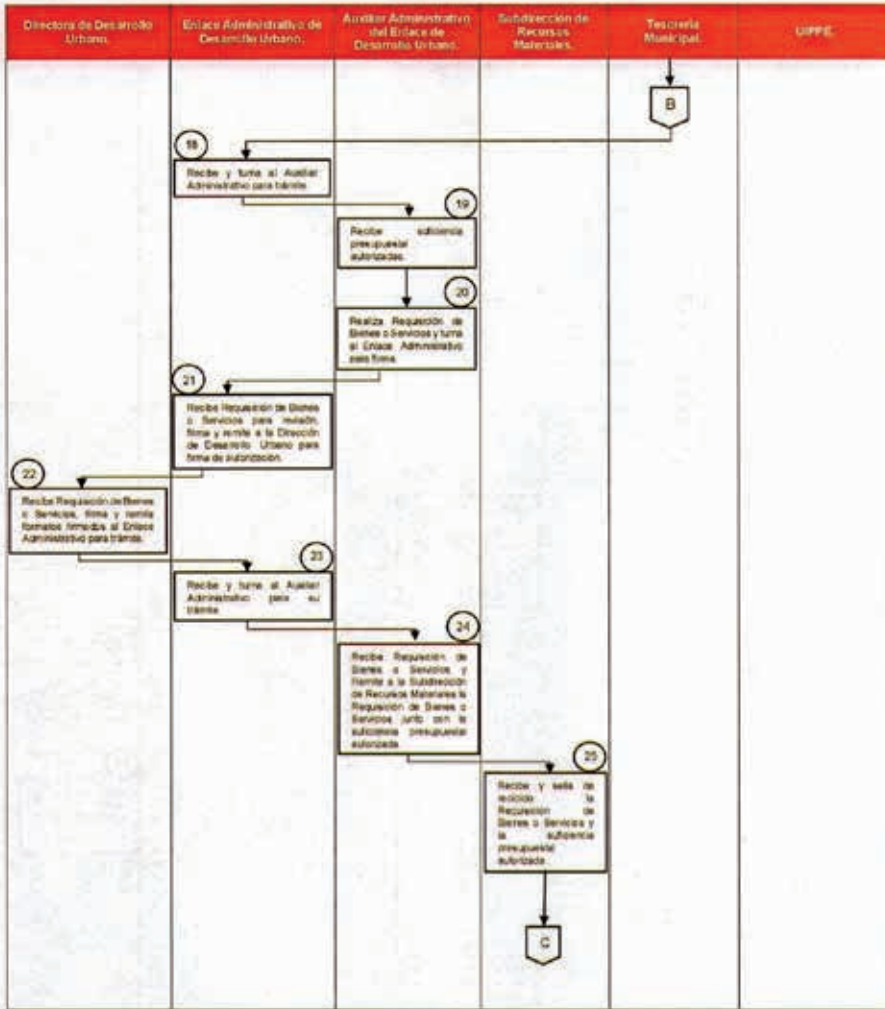 Directora de Desarrollo
Urbano.
Enlace Administrativo de
Desarrollo Urbano.
Auxiliar Administrativo
del Enlace de
Desarrollo Urbano.
Subdirección de
Recursos
Materiales.
Tesorería
Municipal.
UIPPE.
B
18
Recibe y turna al Auxiliar
Administrativo para trámite.
19
Recibe suficiencia
presupuestal
autorizadas.
20
Realiza Requisición de
Bienes o Servicios y turna
al Enlace Administrativo
para firma.
21
Recibe Requisición de Bienes
o Servicios para revisión,
firma y remite a la Dirección
de Desarrollo Urbano para
firma de autorización.
22
Recibe Requisición de Bienes
o Servicios, firma y remite
formatos firmados al Enlace
Administrativo para trámite.
23
Recibe y turna al Auxiliar
Administrativo para su
trámite
24
Recibe Requisición de
Bienes o Servicios y
Remite a la Subdirección
de Recursos Materiales la
Requisición de Bienes o
Servicios junto con la
suficiencia presupuestal
autorizada.
25
Recibe y sella de
recibido la
Requisición de
Bienes o Servicios y
la suficiencia
presupuestal
autorizada.
C